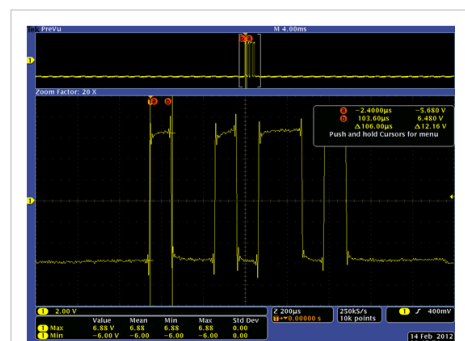 Tek PreVu
M 4.00ms
Zoom Factor: 20 X
a -2.4000µs -5.680 V
b 103.60µs 6.480 V
Δ106.00µs Δ12.16 V
Push and hold Cursors for menu
1 2.00 V
Z 200µs
0.00000 s
250kS/s
10k points
1 400mV
Value Mean Min Max Std Dev
1 Max 6.88 V 6.88 6.88 6.88 0.00
1 Min -6.00 V -6.00 -6.00 -6.00 0.00
14 Feb 2012